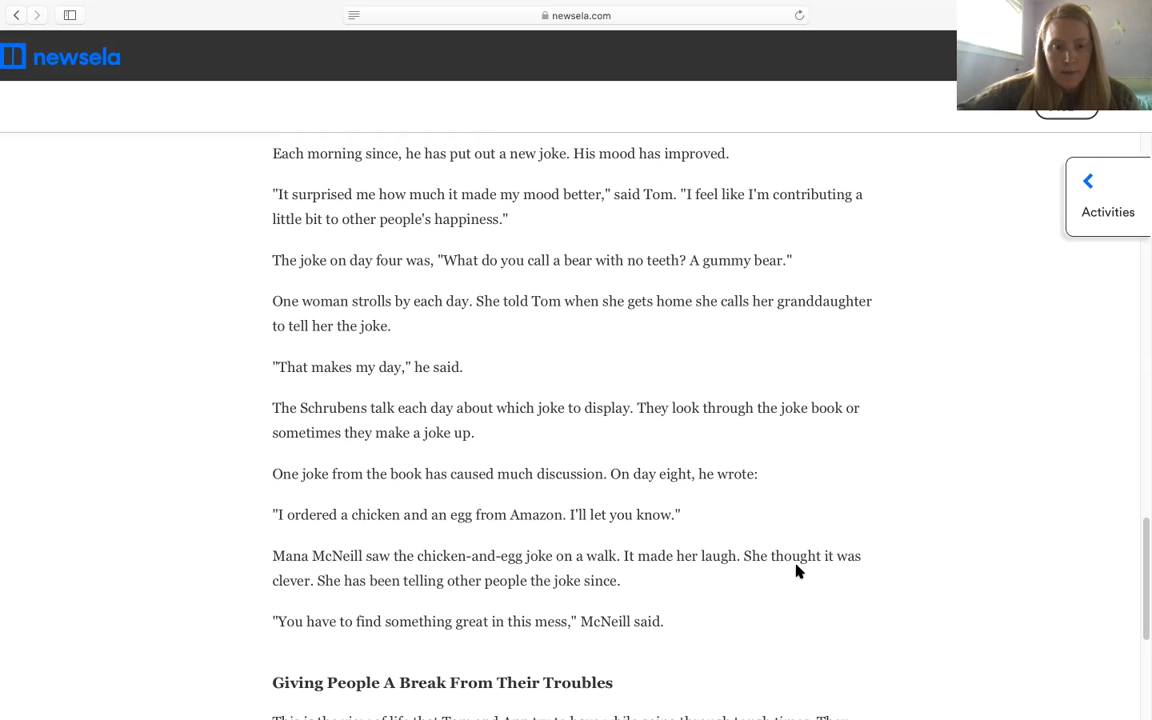 newsela.com
newsela
Each morning since, he has put out a new joke. His mood has improved.
"It surprised me how much it made my mood better," said Tom. "I feel like I'm contributing a
little bit to other people's happiness."
Activities
The joke on day four was, "What do you call a bear with no teeth? A gummy bear."
One woman strolls by each day. She told Tom when she gets home she calls her granddaughter
to tell her the joke.
"That makes my day," he said.
The Schrubens talk each day about which joke to display. They look through the joke book or
sometimes they make a joke up.
One joke from the book has caused much discussion. On day eight, he wrote:
"I ordered a chicken and an egg from Amazon. I'll let you know."
Mana McNeill saw the chicken-and-egg joke on a walk. It made her laugh. She thought it was
clever. She has been telling other people the joke since.
"You have to find something great in this mess," McNeill said.
Giving People A Break From Their Troubles